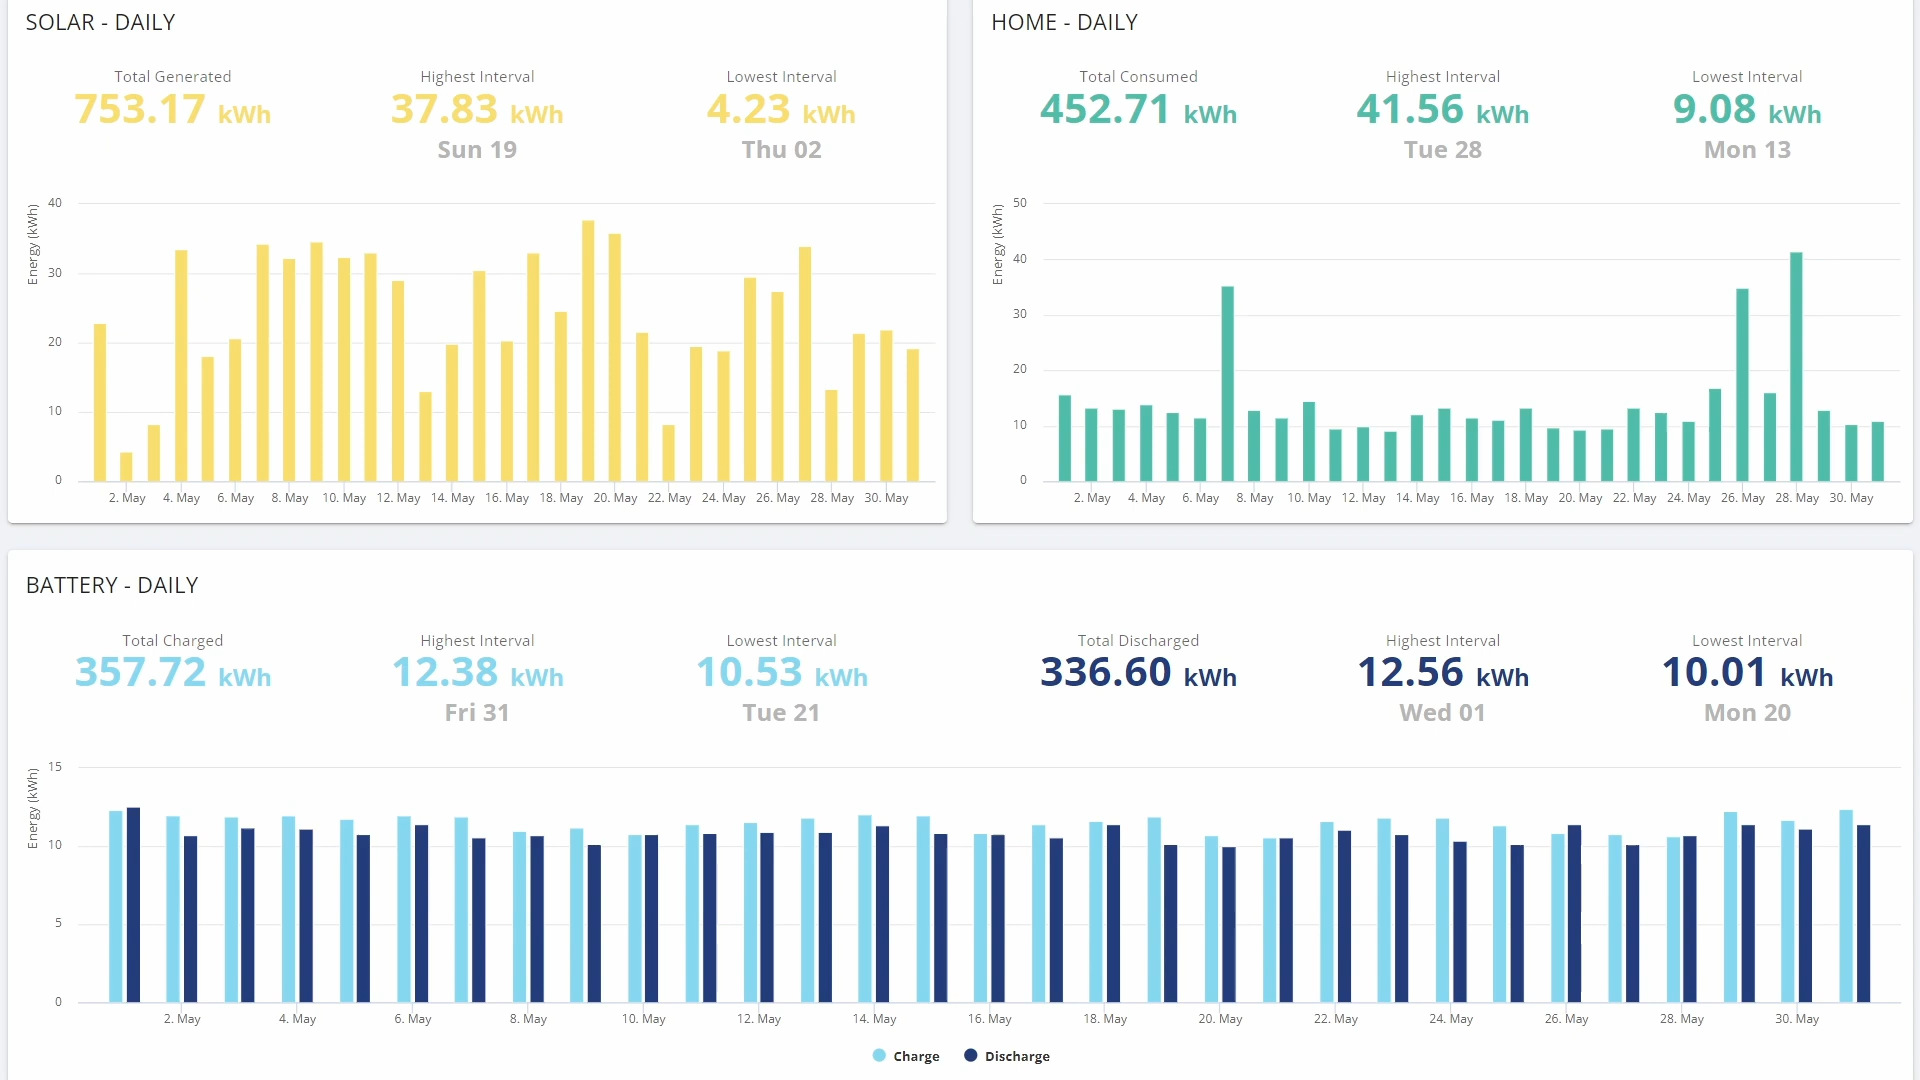 SOLAR - DAILY
Total Generated
753.17 kWh
Highest Interval
37.83 kWh
Sun 19
Lowest Interval
4.23 kWh
Thu 02
Energy (kWh)
40
30
20
10
0
2. May 4. May 6. May 8. May 10. May 12. May 14. May 16. May 18. May 20. May 22. May 24. May 26. May 28. May 30. May
HOME - DAILY
Total Consumed
452.71 kWh
Highest Interval
41.56 kWh
Tue 28
Lowest Interval
9.08 kWh
Mon 13
Energy (kWh)
50
40
30
20
10
0
2. May 4. May 6. May 8. May 10. May 12. May 14. May 16. May 18. May 20. May 22. May 24. May 26. May 28. May 30. May
BATTERY - DAILY
Total Charged
357.72 kWh
Highest Interval
12.38 kWh
Fri 31
Lowest Interval
10.53 kWh
Tue 21
Total Discharged
336.60 kWh
Highest Interval
12.56 kWh
Wed 01
Lowest Interval
10.01 kWh
Mon 20
Energy (kWh)
15
10
5
0
2. May 4. May 6. May 8. May 10. May 12. May 14. May 16. May 18. May 20. May 22. May 24. May 26. May 28. May 30. May
Charge Discharge